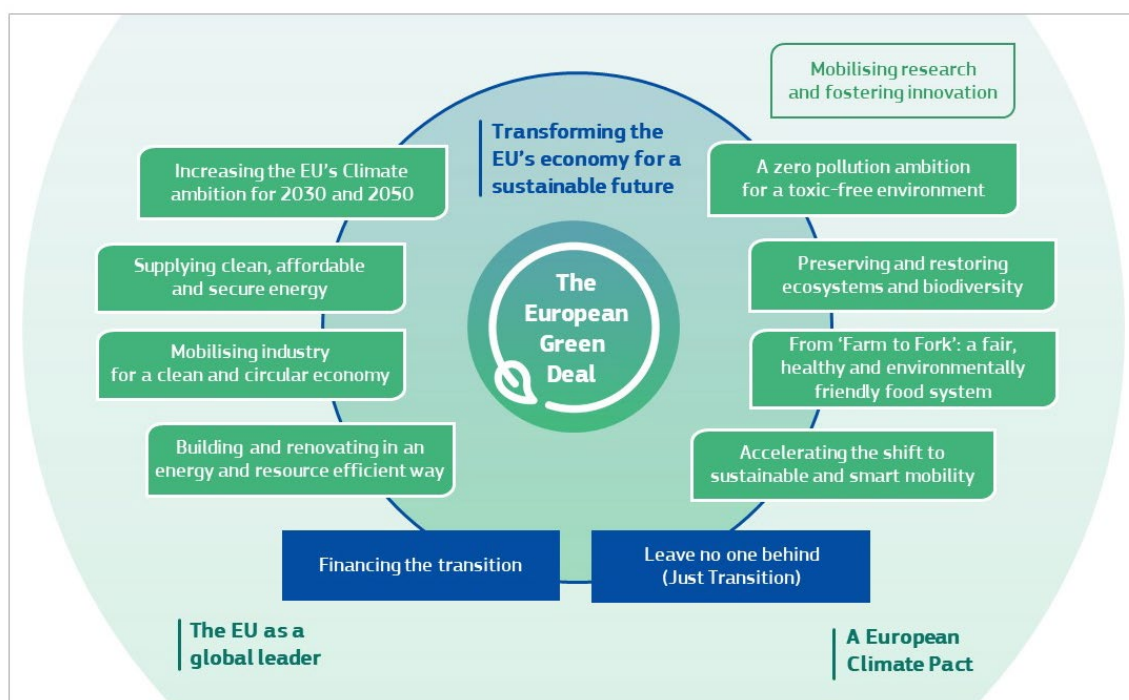 Mobilising research
and fostering innovation
Transforming the
EU's economy for a
sustainable future
Increasing the EU's Climate
ambition for 2030 and 2050
A zero pollution ambition
for a toxic-free environment
Supplying clean, affordable
and secure energy
Preserving and restoring
ecosystems and biodiversity
The
European
Green
Deal
Mobilising industry
for a clean and circular economy
From ‘Farm to Fork’: a fair,
healthy and environmentally
friendly food system
Building and renovating in an
energy and resource efficient way
Accelerating the shift to
sustainable and smart mobility
Financing the transition
Leave no one behind
(Just Transition)
The EU as a
global leader
A European
Climate Pact